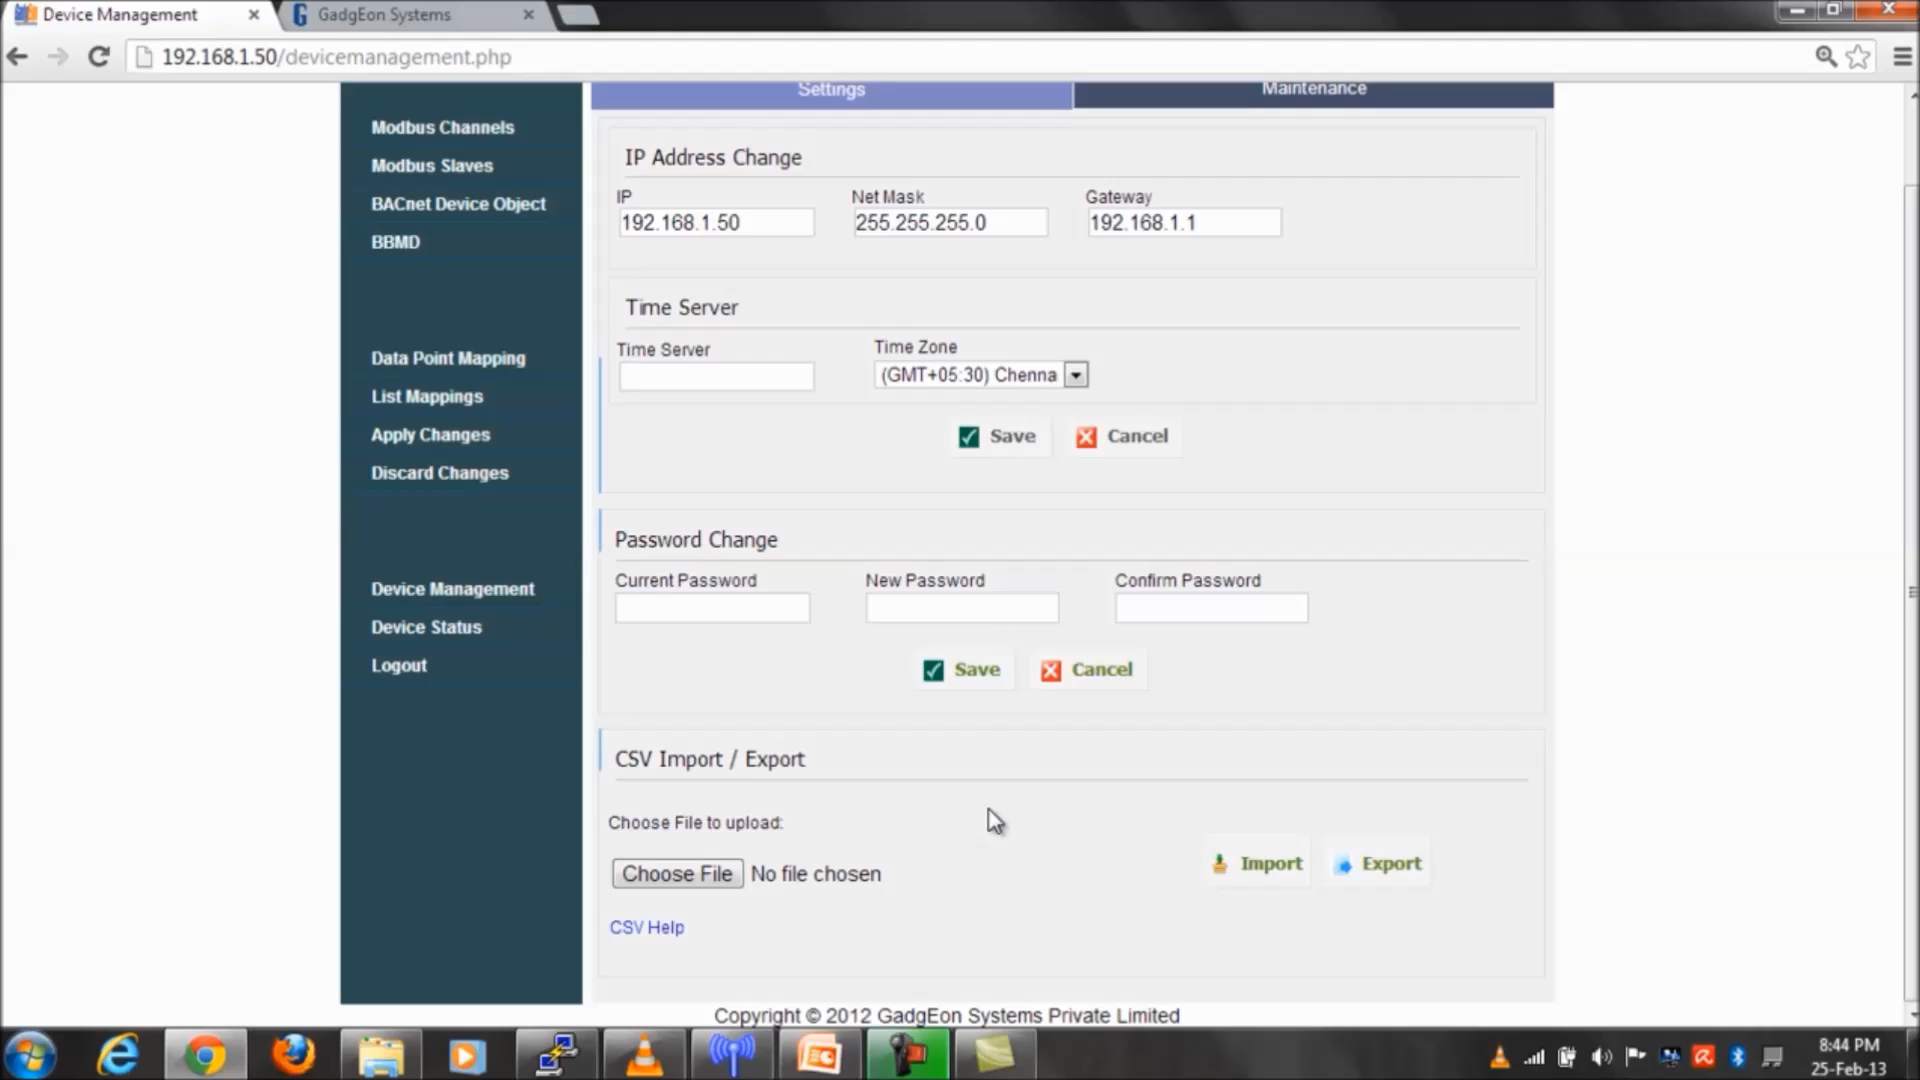 Device Management
GadgEon Systems
192.168.1.50/devicemanagement.php
Settings
Maintenance
Modbus Channels
Modbus Slaves
BACnet Device Object
BBMD
Data Point Mapping
List Mappings
Apply Changes
Discard Changes
Device Management
Device Status
Logout
IP Address Change
IP Net Mask Gateway
192.168.1.50 255.255.255.0 192.168.1.1
Time Server
Time Server Time Zone
(GMT+05:30) Chenna
Save Cancel
Password Change
Current Password New Password Confirm Password
Save Cancel
CSV Import / Export
Choose File to upload:
Choose File No file chosen
Import Export
CSV Help
Copyright © 2012 GadgEon Systems Private Limited
8:44 PM
25-Feb-13